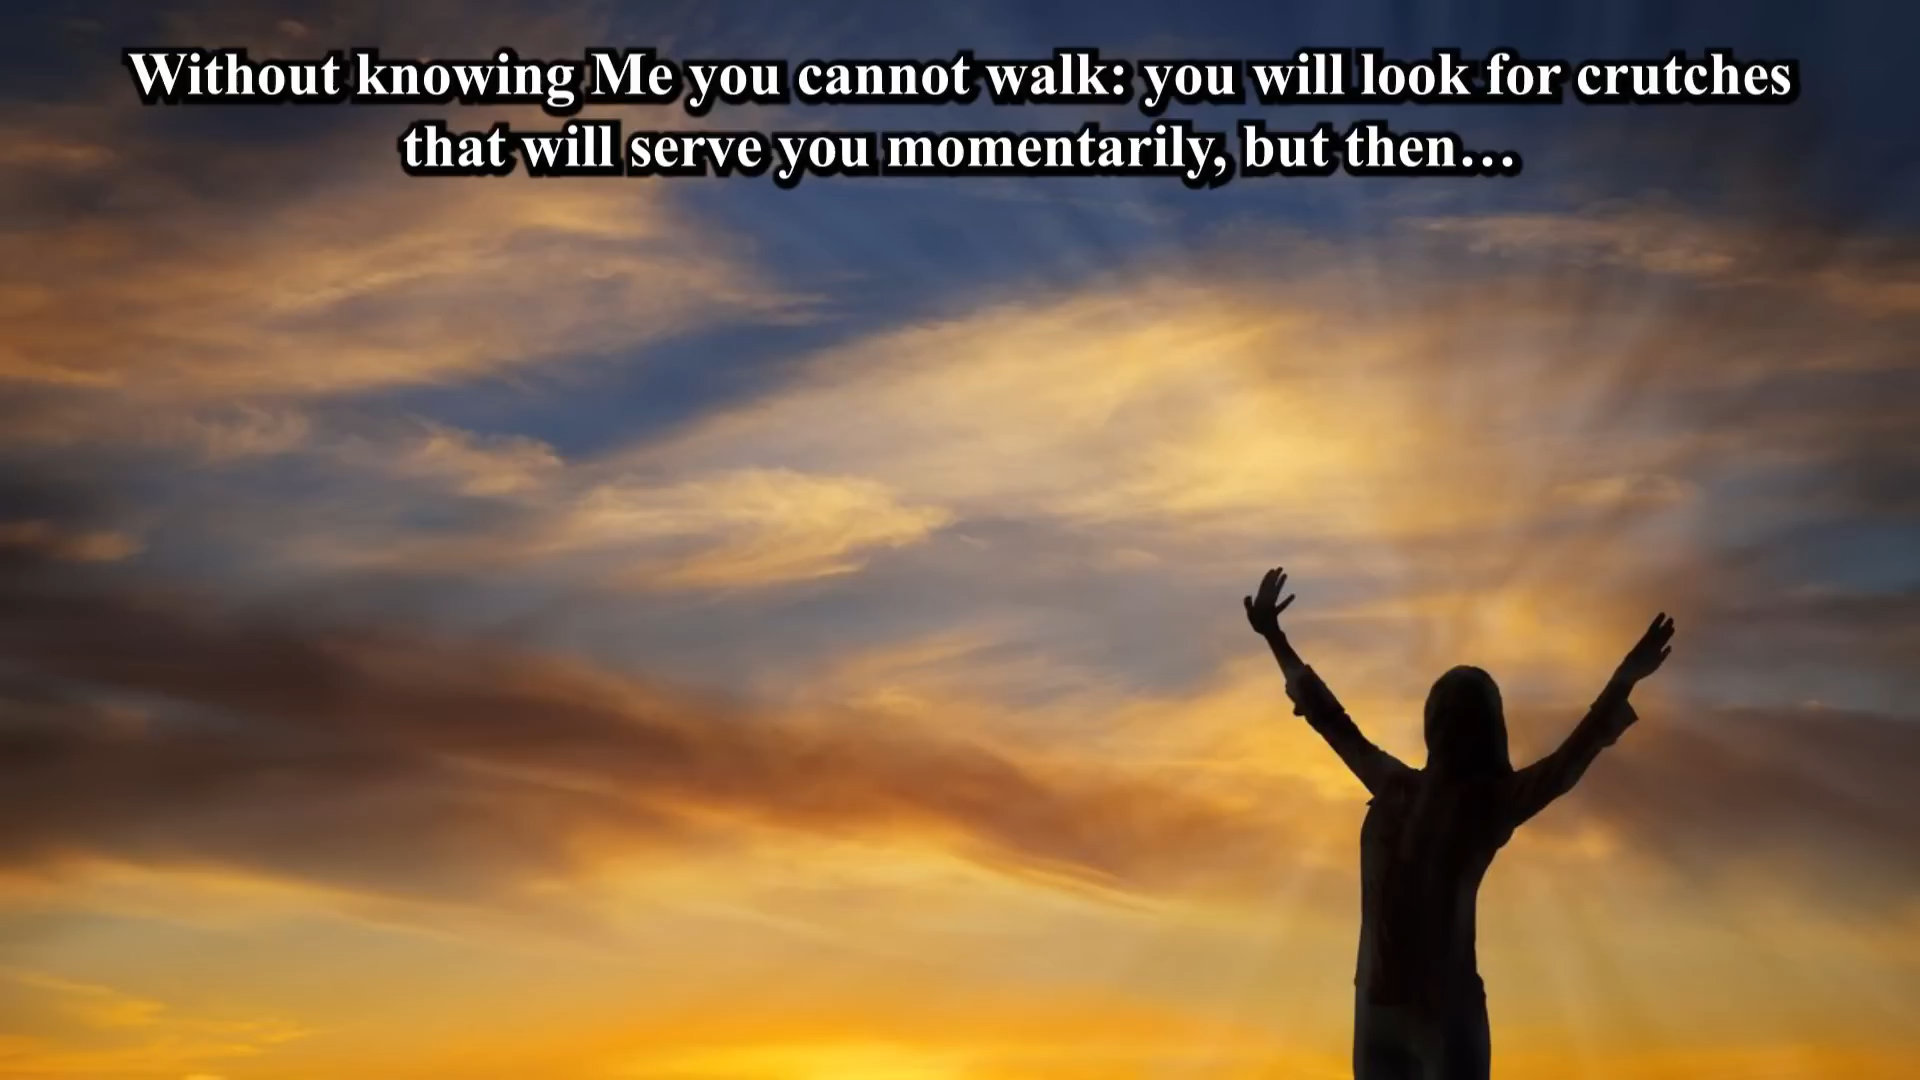 Without knowing Me you cannot walk: you will look for crutches
that will serve you momentarily, but then…